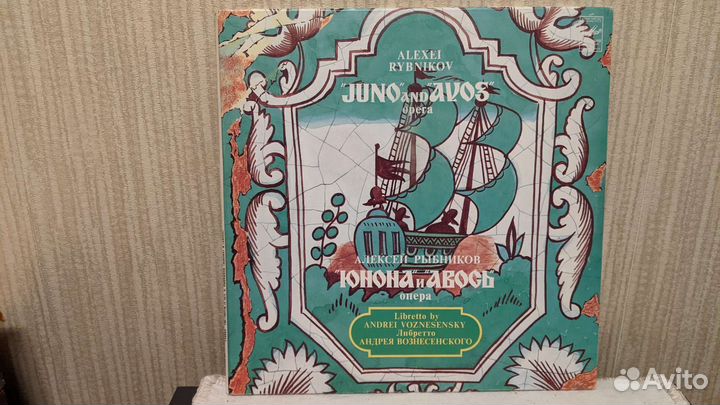 ALEXEI
RYBNIKOV
"JUNO" AND "AVOS"
opera
АЛЕКСЕЙ РЫБНИКОВ
"ЮНОНА" И "АВОСЬ"
опера
Libretto by
ANDREI VOZNESENSKY
Либретто
АНДРЕЯ ВОЗНЕСЕНСКОГО
Avito